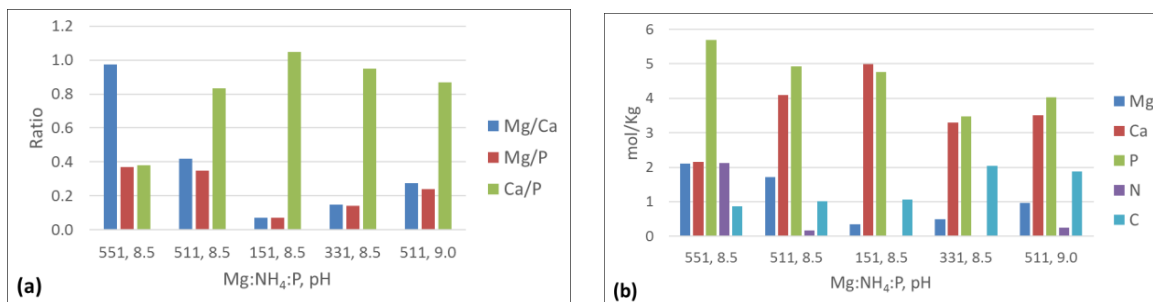 1.2
1.0
0.8
0.6
0.4
0.2
0.0
Ratio
551, 8.5 511, 8.5 151, 8.5 331, 8.5 511, 9.0
Mg:NH₄:P, pH
Mg/Ca
Mg/P
Ca/P
(a)
6
5
4
3
2
1
0
mol/Kg
551, 8.5 511, 8.5 151, 8.5 331, 8.5 511, 9.0
Mg:NH₄:P, pH
Mg
Ca
P
N
C
(b)